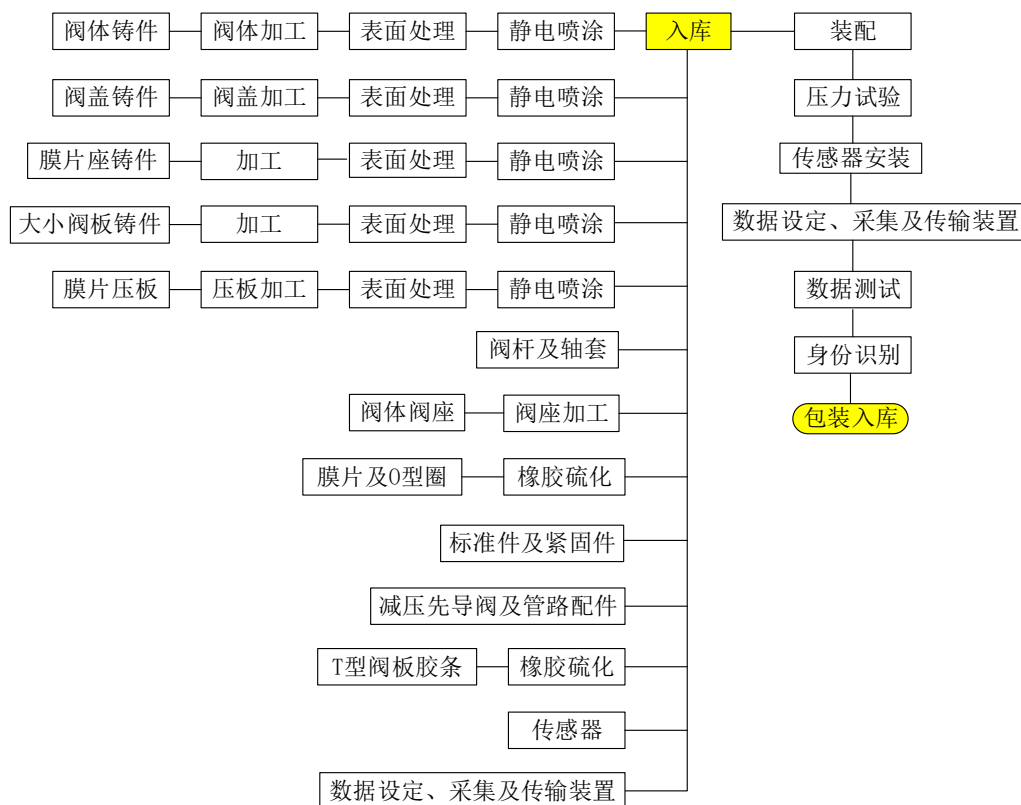 阀体铸件 阀体加工 表面处理 静电喷涂 入库 装配
阀盖铸件 阀盖加工 表面处理 静电喷涂 压力试验
膜片座铸件 加工 表面处理 静电喷涂 传感器安装
大小阀板铸件 加工 表面处理 静电喷涂 数据设定、采集及传输装置
膜片压板 压板加工 表面处理 静电喷涂 数据测试
阀杆及轴套 身份识别
阀体阀座 阀座加工 包装入库
膜片及O型圈 橡胶硫化
标准件及紧固件
减压先导阀及管路配件
T型阀板胶条 橡胶硫化
传感器
数据设定、采集及传输装置